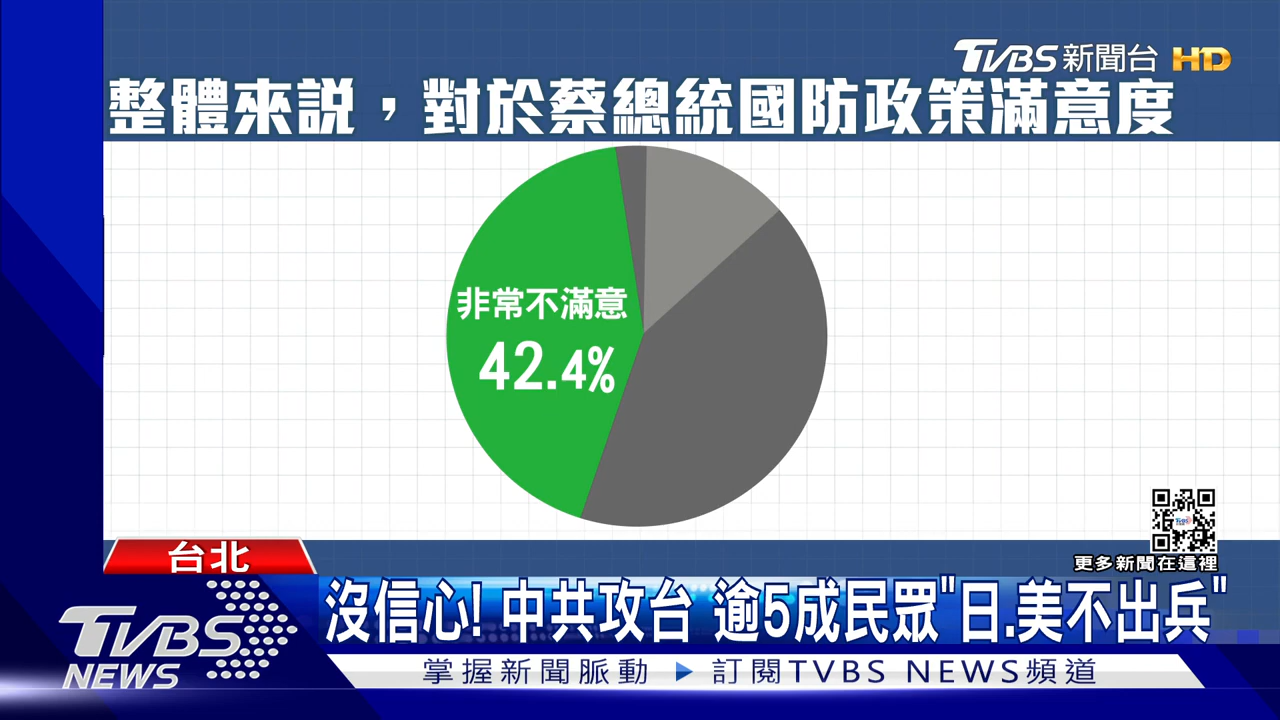 TVBS新聞台 HD
整體來說，對於蔡總統國防政策滿意度
非常不滿意
42.4%
TVBS
更多新聞在這裡
台北
沒信心! 中共攻台 逾5成民眾"日.美不出兵"
TVBS
NEWS
掌握新聞脈動 ▶ 訂閱TVBS NEWS頻道